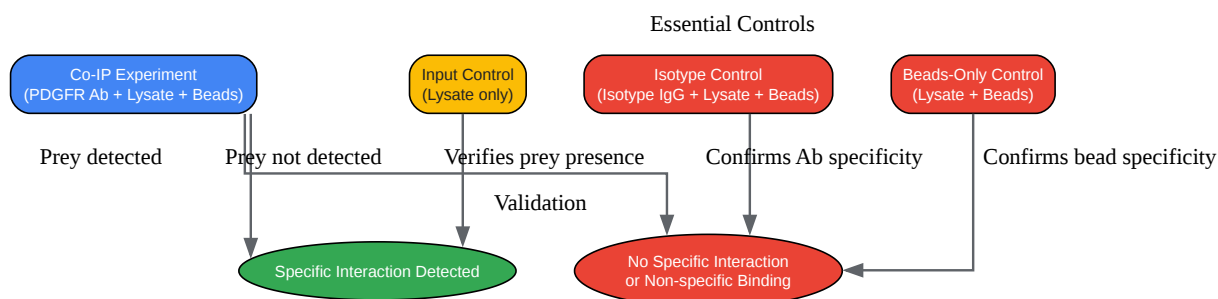 Essential Controls
Co-IP Experiment
(PDGFR Ab + Lysate + Beads)
Input Control
(Lysate only)
Isotype Control
(Isotype IgG + Lysate + Beads)
Beads-Only Control
(Lysate + Beads)
Prey detected
Prey not detected
Verifies prey presence
Confirms Ab specificity
Confirms bead specificity
Validation
Specific Interaction Detected
No Specific Interaction
or Non-specific Binding